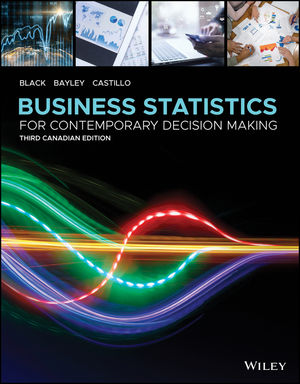 BLACK BAYLEY CASTILLO
BUSINESS STATISTICS
FOR CONTEMPORARY DECISION MAKING
THIRD CANADIAN EDITION
WILEY